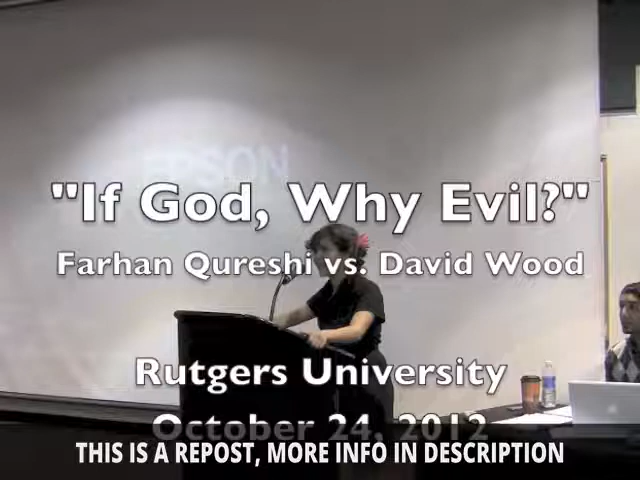 EPSON
"If God, Why Evil?"
Farhan Qureshi vs. David Wood
Rutgers University
October 24, 2012
THIS IS A REPOST, MORE INFO IN DESCRIPTION